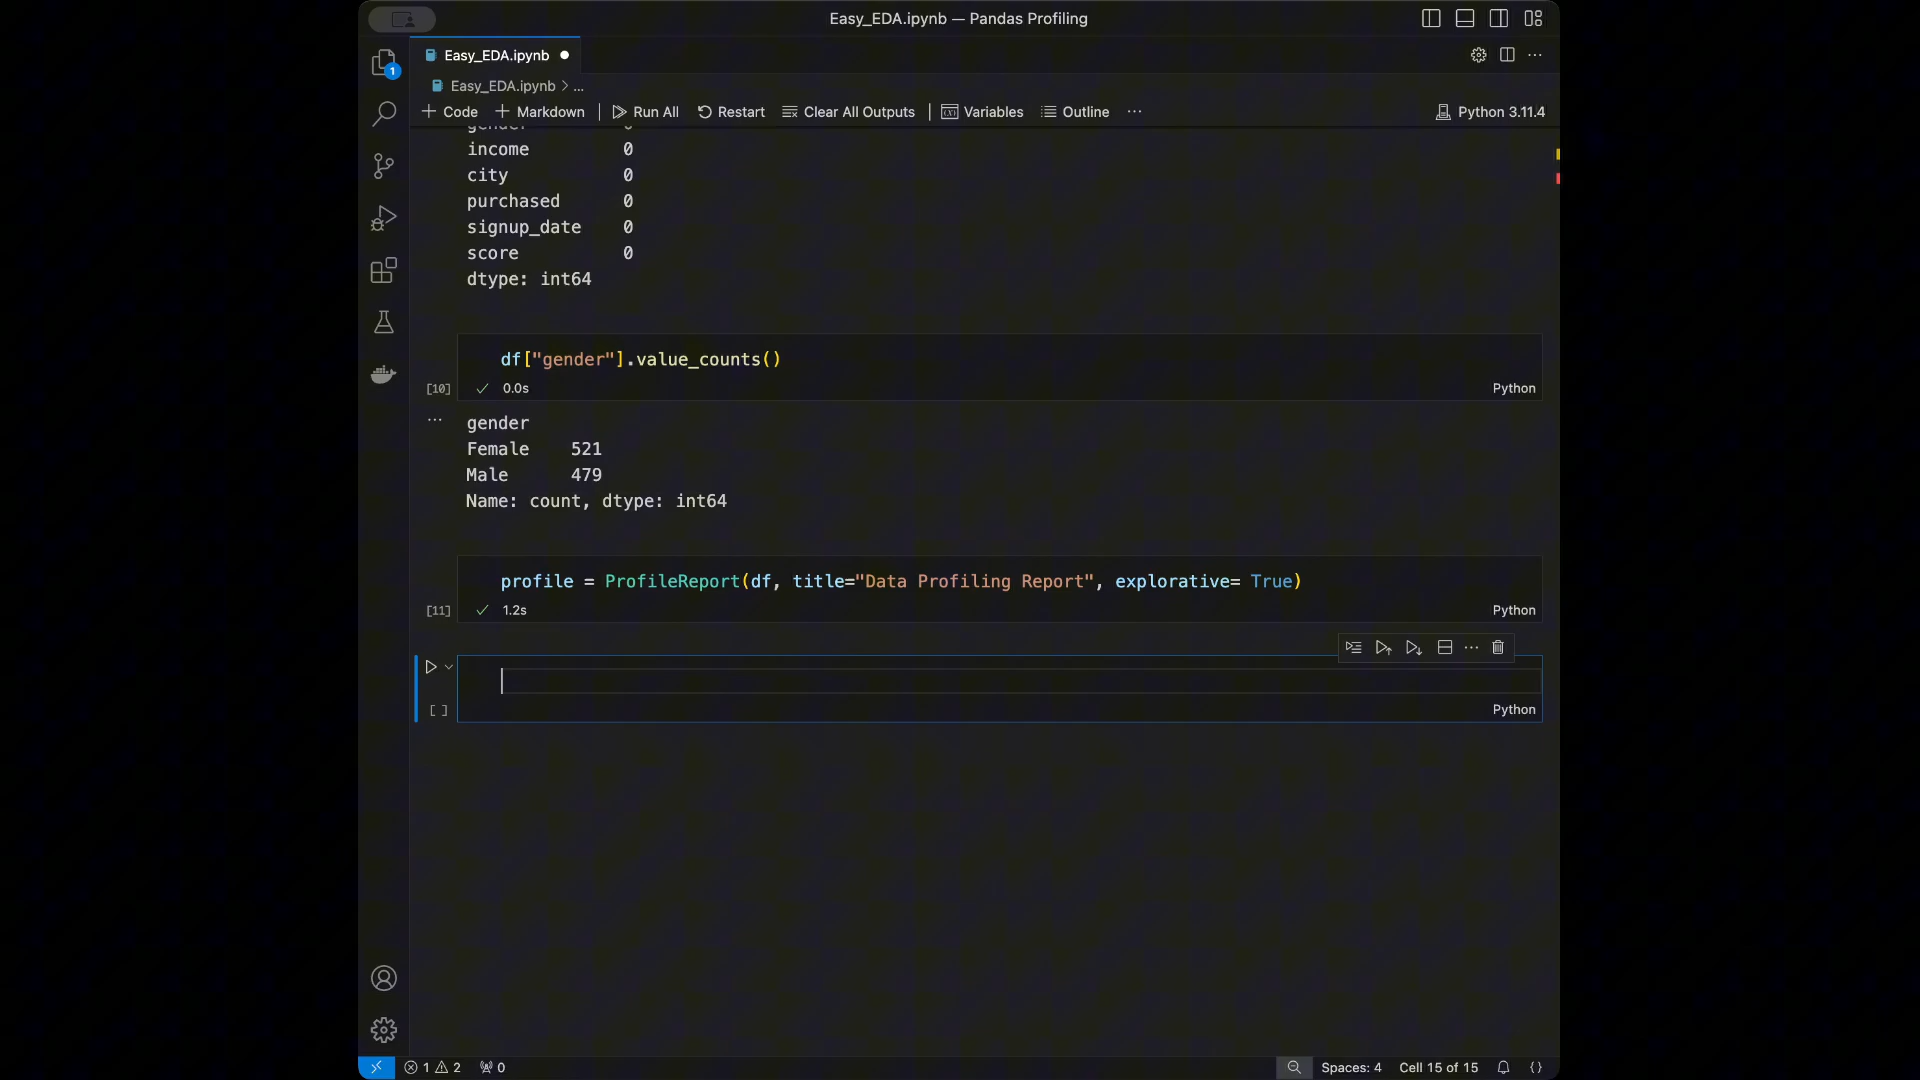 Easy_EDA.ipynb — Pandas Profiling
Easy_EDA.ipynb
1
Easy_EDA.ipynb > ...
Code Markdown Run All Restart Clear All Outputs Variables Outline ... Python 3.11.4
gender 0
income 0
city 0
purchased 0
signup_date 0
score 0
dtype: int64
df["gender"].value_counts()
[10] 0.0s Python
gender
Female 521
Male 479
Name: count, dtype: int64
profile = ProfileReport(df, title="Data Profiling Report", explorative= True)
[11] 1.2s Python
[ ] Python
1 2 0 Spaces: 4 Cell 15 of 15